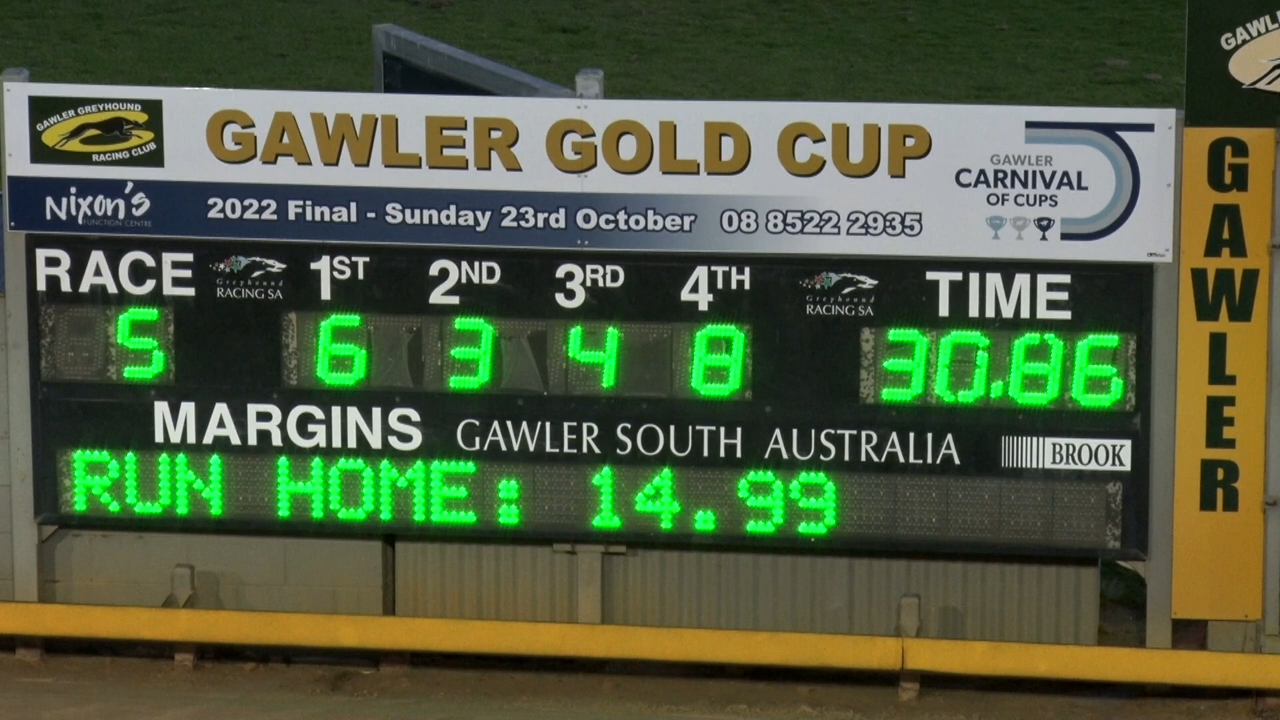 GAWLER GREYHOUND
RACING CLUB
GAWLER GOLD CUP
GAWLER
CARNIVAL
OF CUPS
Nixon's
FUNCTION CENTRE
2022 Final - Sunday 23rd October 08 8522 2935
RACE Greyhound RACING SA 1ST 2ND 3RD 4TH Greyhound RACING SA TIME
5 6 3 4 8 30.86
MARGINS GAWLER SOUTH AUSTRALIA BROOK
RUN HOME: 14.99
GAWLER